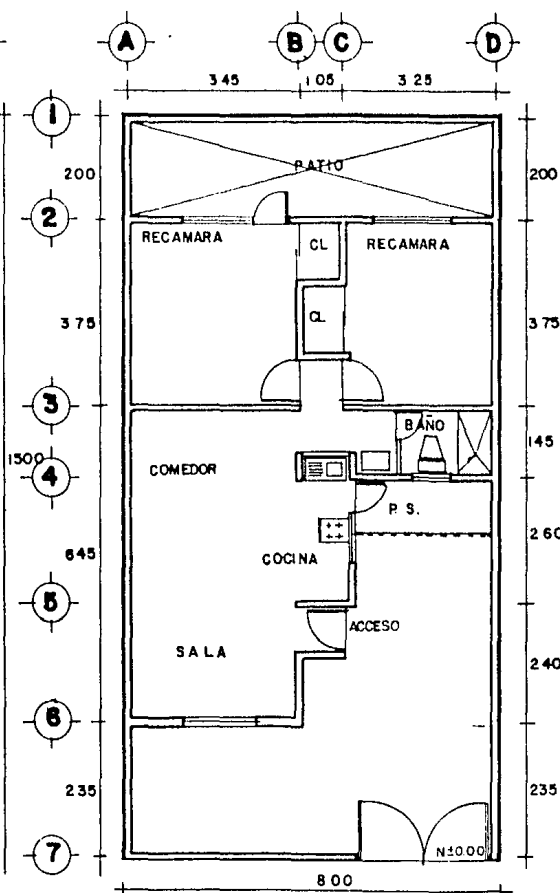 A B C D
3 45 1 05 3 25
1
200 PATIO 200
2
RECAMARA CL RECAMARA
3 75 CL 3 75
3
BAÑO 145
1500 COMEDOR
4
P. S.
2 60
645 COCINA
5
ACCESO
SALA 2 40
6
235 235
N±0.00
7
8 00